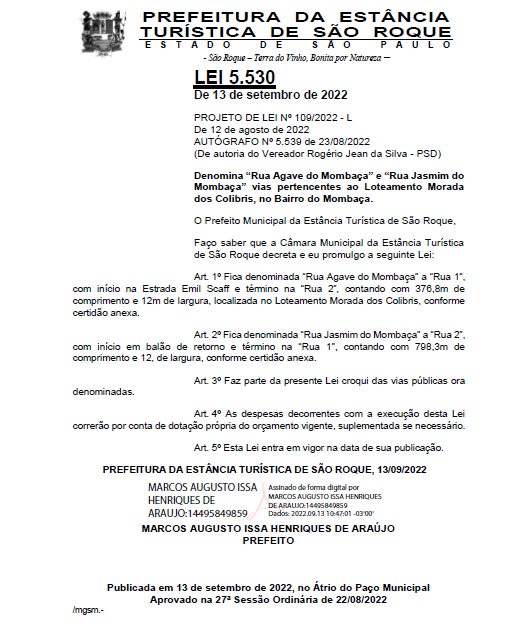 PREFEITURA DA ESTÂNCIA
TURÍSTICA DE SÃO ROQUE
ESTADO DE SÃO PAULO
- São Roque – Terra do Vinho, Bonita por Natureza –
LEI 5.530
De 13 de setembro de 2022
PROJETO DE LEI Nº 109/2022 - L
De 12 de agosto de 2022
AUTÓGRAFO Nº 5.539 de 23/08/2022
(De autoria do Vereador Rogério Jean da Silva - PSD)
Denomina “Rua Agave do Mombaça” e “Rua Jasmim do
Mombaça” vias pertencentes ao Loteamento Morada
dos Colibris, no Bairro do Mombaça.
O Prefeito Municipal da Estância Turística de São Roque,
Faço saber que a Câmara Municipal da Estância Turística
de São Roque decreta e eu promulgo a seguinte Lei:
Art. 1º Fica denominada “Rua Agave do Mombaça” a “Rua 1”,
com início na Estrada Emil Scaff e término na “Rua 2”, contando com 376,8m de
comprimento e 12m de largura, localizada no Loteamento Morada dos Colibris, conforme
certidão anexa.
Art. 2º Fica denominada “Rua Jasmim do Mombaça” a “Rua 2”,
com início em balão de retorno e término na “Rua 1”, contando com 798,3m de
comprimento e 12, de largura, conforme certidão anexa.
Art. 3º Faz parte da presente Lei croqui das vias públicas ora
denominadas.
Art. 4º As despesas decorrentes com a execução desta Lei
correrão por conta de dotação própria do orçamento vigente, suplementada se necessário.
Art. 5º Esta Lei entra em vigor na data de sua publicação.
PREFEITURA DA ESTÂNCIA TURÍSTICA DE SÃO ROQUE, 13/09/2022
MARCOS AUGUSTO ISSA
HENRIQUES DE
ARAUJO:14495849859
Assinado de forma digital por
MARCOS AUGUSTO ISSA HENRIQUES
DE ARAUJO:14495849859
Dados: 2022.09.13 10:47:01 -03'00'
MARCOS AUGUSTO ISSA HENRIQUES DE ARAÚJO
PREFEITO
Publicada em 13 de setembro de 2022, no Átrio do Paço Municipal
Aprovado na 27ª Sessão Ordinária de 22/08/2022
/mgsm.-